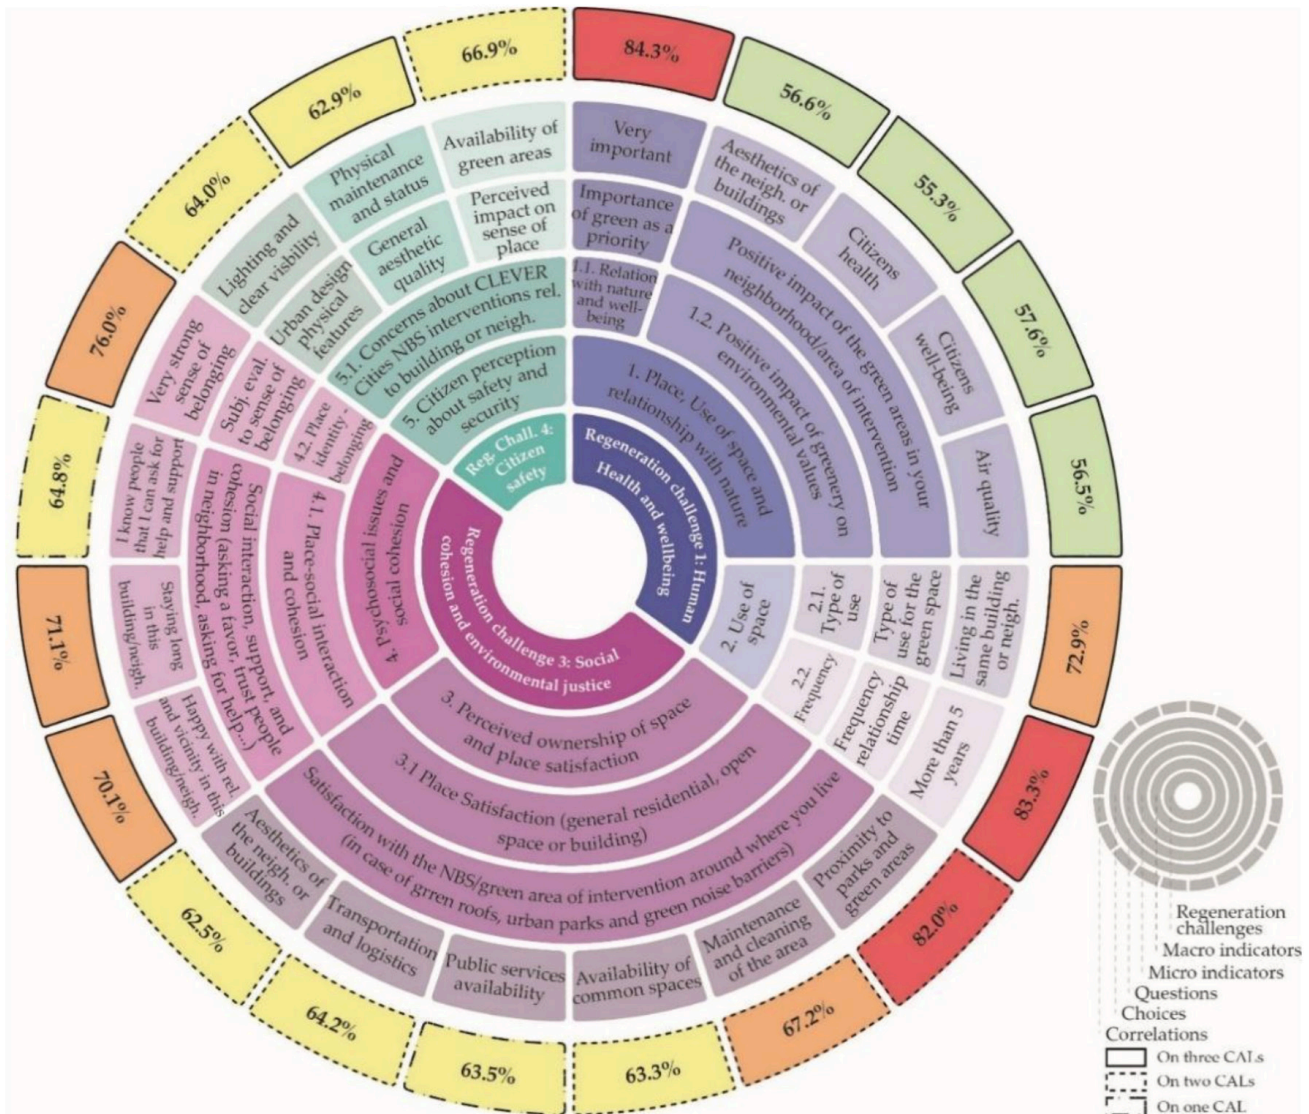 84.3%
56.6%
55.3%
57.6%
56.5%
72.9%
83.3%
82.0%
67.2%
63.3%
63.5%
64.2%
62.5%
70.1%
71.1%
64.8%
76.0%
64.0%
62.9%
66.9%
Very
important
Aesthetics of
the neigh. or
buildings
Citizens
health
Citizens
well-being
Air quality
Living in the
same building
or neigh.
More than 5
years
Proximity to
parks and
green areas
Maintenance
and cleaning
of the area
Availability of
common spaces
Public services
availability
Transportation
and logistics
Aesthetics of
the neigh. or
buildings
Happy with rel.
and vicinity in this
building/neigh.
Staying long
in this
building/neigh.
I know people
that I can ask for
help and support
Very strong
sense of
belonging
Lighting and
clear visbility
Physical
maintenance
and status
Availability of
green areas
Importance
of green as a
priority
Positive impact of the green areas in your
neighborhood/area of intervention
Type of
use for the
green space
Frequency
relationship
time
Satisfaction with the NBS/green area of intervention around where you live
(in case of grren roofs, urban parks and green noise barriers)
Social interaction, support, and
cohesion (asking a favor, trust people
in neighborhood, asking for help...)
Subj. eval.
to sense of
belonging
Urban design
physical
features
General
aesthetic
quality
Perceived
impact on
sense of
place
1.1. Relation
with nature
and well-
being
1.2. Positive impact of greenery on
environmental values
2.1.
Type of
use
2.2.
Frequency
3.1 Place Satisfaction (general residential, open
space or building)
4.1. Place-social interaction
and cohesion
4.2. Place
identity -
belonging
5.1. Concerns about CLEVER
Cities NBS interventions rel.
to building or neigh.
1. Place, Use of space and
relationship with nature
2. Use of
space
3. Perceived ownership of space
and place satisfaction
4. Psychosocial issues and
social cohesion
5. Citizen perception
about safety and
security
Regeneration challenge 1: Human
Health and wellbeing
Regeneration challenge 3: Social
cohesion and environmental justice
Reg. Chall. 4:
Citizen
safety
Regeneration
challenges
Macro indicators
Micro indicators
Questions
Choices
Correlations
On three CALs
On two CALs
On one CAL